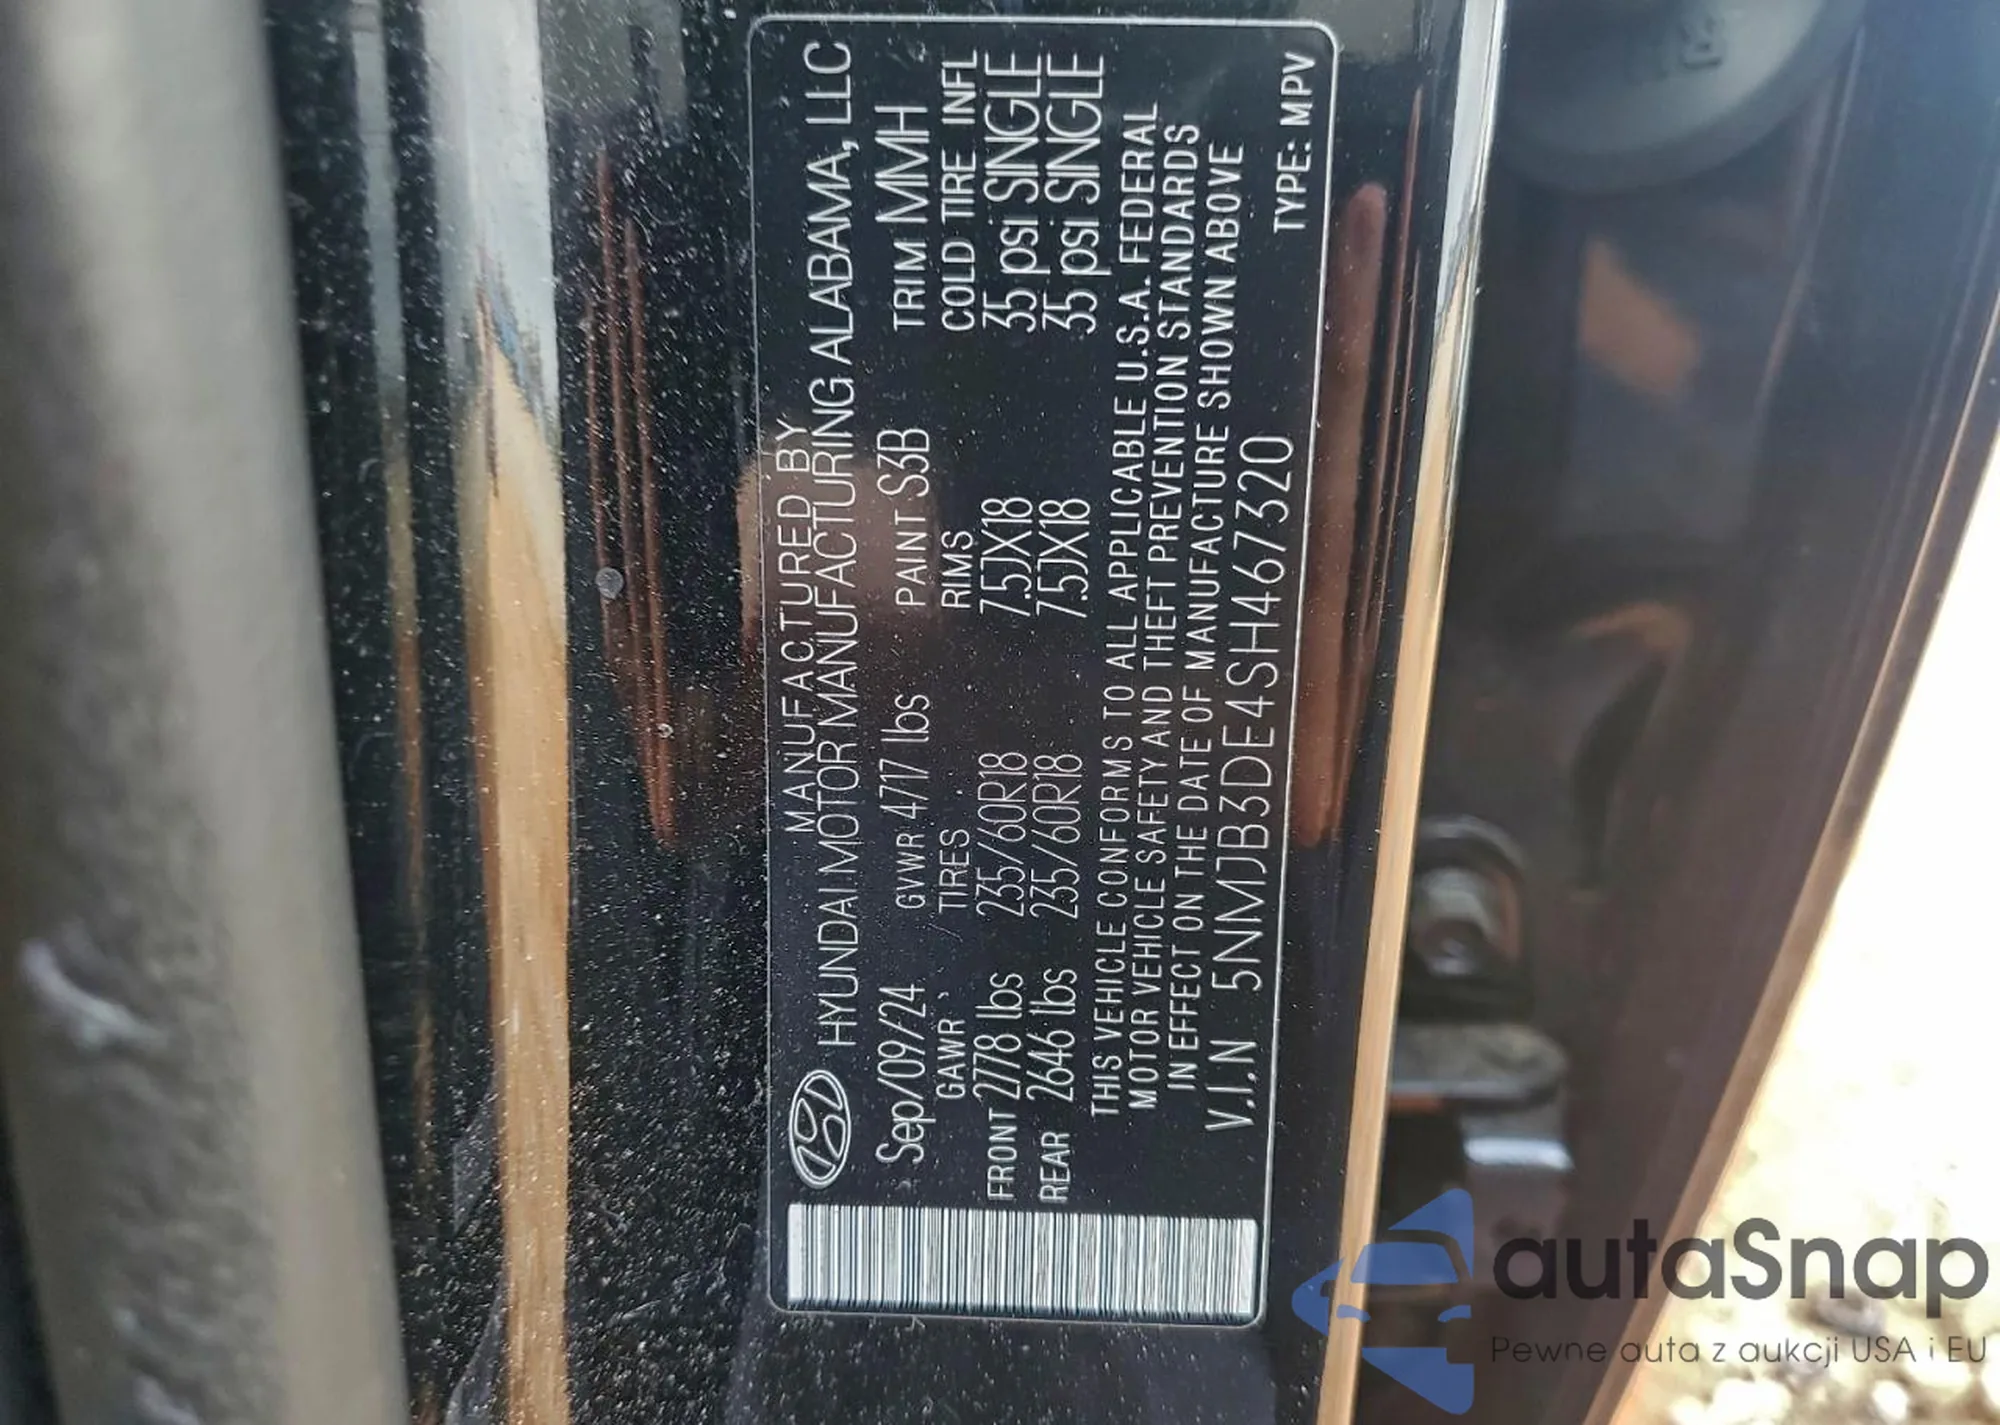 MANUFACTURED BY
HYUNDAI MOTOR MANUFACTURING ALABAMA, LLC
Sep/09/24 GVWR 4717 lbs PAINT S3B TRIM MMH
GAWR TIRES RIMS COLD TIRE INFL
FRONT 2778 lbs 235/60R18 7.5JX18 35 psi SINGLE
REAR 2646 lbs 235/60R18 7.5JX18 35 psi SINGLE
THIS VEHICLE CONFORMS TO ALL APPLICABLE U.S.A. FEDERAL
MOTOR VEHICLE SAFETY AND THEFT PREVENTION STANDARDS
IN EFFECT ON THE DATE OF MANUFACTURE SHOWN ABOVE
V.I.N 5NMJB3DE4SH467320 TYPE: MPV
autaSnap
Pewne auta z aukcji USA i EU